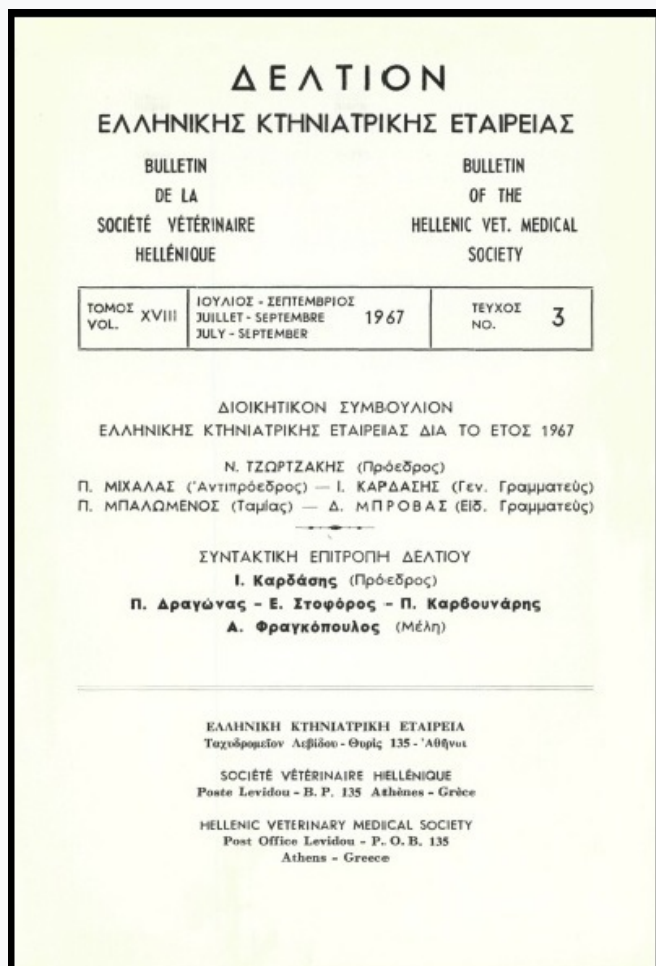 ΔΕΛΤΙΟΝ
ΕΛΛΗΝΙΚΗΣ ΚΤΗΝΙΑΤΡΙΚΗΣ ΕΤΑΙΡΕΙΑΣ
BULLETIN
DE LA
SOCIÉTÉ VÉTÉRINAIRE
HELLÉNIQUE
BULLETIN
OF THE
HELLENIC VET. MEDICAL
SOCIETY
ΤΟΜΟΣ
VOL.
XVIII
ΙΟΥΛΙΟΣ - ΣΕΠΤΕΜΒΡΙΟΣ
JUILLET - SEPTEMBRE
JULY - SEPTEMBER
1967
ΤΕΥΧΟΣ
NO.
3
ΔΙΟΙΚΗΤΙΚΟΝ ΣΥΜΒΟΥΛΙΟΝ
ΕΛΛΗΝΙΚΗΣ ΚΤΗΝΙΑΤΡΙΚΗΣ ΕΤΑΙΡΕΙΑΣ ΔΙΑ ΤΟ ΕΤΟΣ 1967
Ν. ΤΖΩΡΤΖΑΚΗΣ (Πρόεδρος)
Π. ΜΙΧΑΛΑΣ (Ἀντιπρόεδρος) — Ι. ΚΑΡΔΑΣΗΣ (Γεν. Γραμματεὺς)
Π. ΜΠΑΛΩΜΕΝΟΣ (Ταμίας) — Δ. ΜΠΡΟΒΑΣ (Εἰδ. Γραμματεὺς)
ΣΥΝΤΑΚΤΙΚΗ ΕΠΙΤΡΟΠΗ ΔΕΛΤΙΟΥ
Ι. Καρδάσης (Πρόεδρος)
Π. Δραγώνας - Ε. Στοφόρος - Π. Καρβουνάρης
Α. Φραγκόπουλος (Μέλη)
ΕΛΛΗΝΙΚΗ ΚΤΗΝΙΑΤΡΙΚΗ ΕΤΑΙΡΕΙΑ
Ταχυδρομεῖον Λεβίδου - Θυρὶς 135 - Ἀθῆναι
SOCIÉTÉ VÉTÉRINAIRE HELLÉNIQUE
Poste Levidou - B. P. 135 Athènes - Grèce
HELLENIC VETERINARY MEDICAL SOCIETY
Post Office Levidou - P. O. B. 135
Athens - Greece